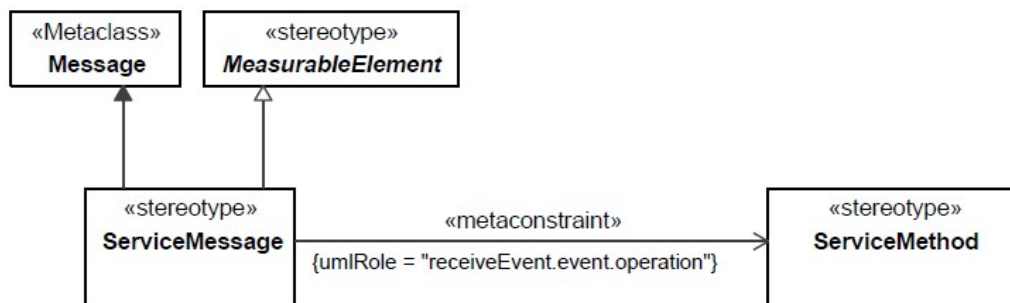 «Metaclass»
Message
«stereotype»
MeasurableElement
«stereotype»
ServiceMessage
«metaconstraint»
{umlRole = "receiveEvent.event.operation"}
«stereotype»
ServiceMethod